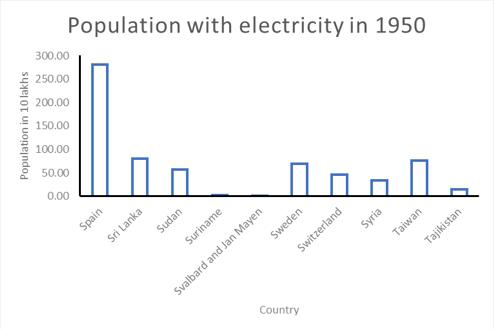 Population with electricity in 1950
Population in 10 lakhs
300.00
250.00
200.00
150.00
100.00
50.00
0.00
Spain
Sri Lanka
Sudan
Suriname
Svalbard and Jan Mayen
Sweden
Switzerland
Syria
Taiwan
Tajikistan
Country